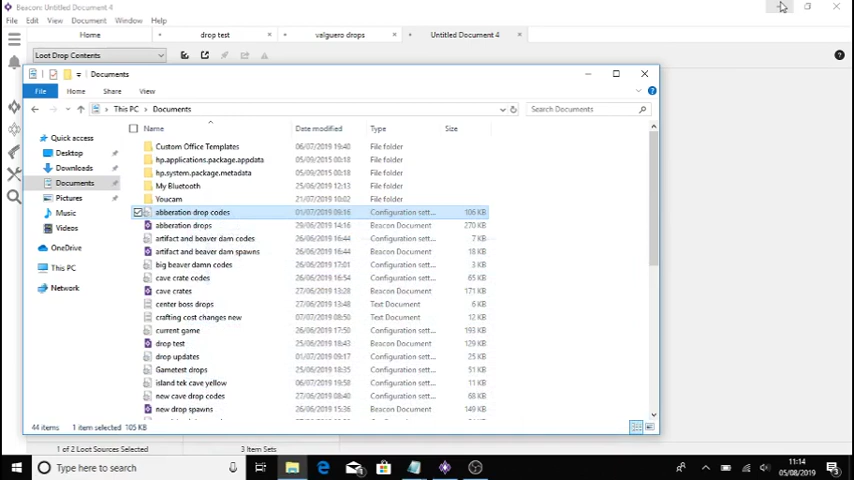 Beacon: Untitled Document 4
File Edit View Document Window Help
Home drop test valguero drops Untitled Document 4
Loot Drop Contents
Documents
File Home Share View
This PC Documents Search Documents
Name Date modified Type Size
Quick access
Desktop
Downloads
Documents
Pictures
Music
Videos
OneDrive
This PC
Network
Custom Office Templates 06/07/2019 19:40 File folder
hp.applications.package.appdata 03/05/2019 00:18 File folder
hp.system.package.metadata 03/05/2019 00:18 File folder
My Bluetooth 25/06/2019 12:13 File folder
Youcam 21/07/2019 10:02 File folder
abberation drop codes 01/07/2019 09:16 Configuration sett... 106 KB
abberation drops 29/06/2019 14:16 Beacon Document 270 KB
artifact and beaver dam codes 26/06/2019 16:44 Configuration sett... 7 KB
artifact and beaver dam spawns 26/06/2019 16:44 Beacon Document 18 KB
big beaver damn codes 26/06/2019 17:01 Configuration sett... 3 KB
cave crate codes 26/06/2019 16:54 Configuration sett... 65 KB
cave crates 27/06/2019 13:29 Beacon Document 171 KB
center boss drops 27/06/2019 13:48 Text Document 6 KB
crafting cost changes new 27/06/2019 08:50 Text Document 12 KB
current game 26/06/2019 17:50 Configuration sett... 193 KB
drop test 26/06/2019 18:43 Beacon Document 129 KB
drop updates 01/07/2019 09:17 Configuration sett... 25 KB
Gametest drops 26/06/2019 18:35 Configuration sett... 51 KB
island tek cave yellow 06/07/2019 19:58 Configuration sett... 11 KB
new cave drop codes 27/06/2019 08:40 Configuration sett... 68 KB
new drop spawns 26/06/2019 15:36 Beacon Document 149 KB
44 items 1 item selected 105 KB
1 of 2 Loot Sources Selected 3 Item Sets
Type here to search
11:14
05/08/2019
3